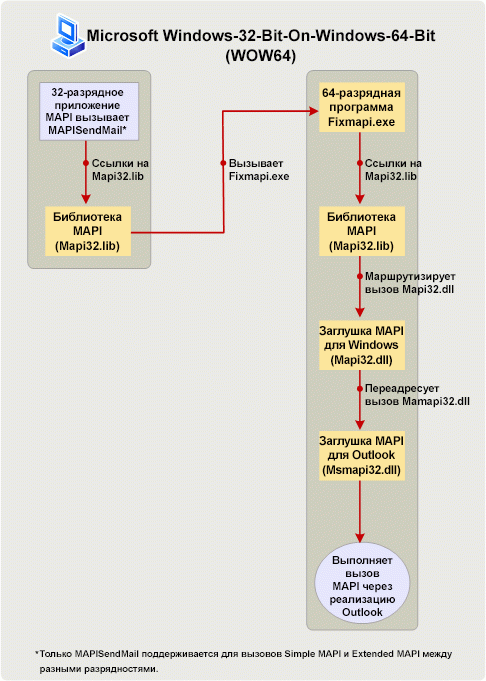 Microsoft Windows-32-Bit-On-Windows-64-Bit
(WOW64)
32-разрядное
приложение
MAPI вызывает
MAPISendMail*
Ссылки на
Mapi32.lib
Библиотека
MAPI
(Mapi32.lib)
Вызывает
Fixmapi.exe
64-разрядная
программа
Fixmapi.exe
Ссылки на
Mapi32.lib
Библиотека
MAPI
(Mapi32.lib)
Маршрутизирует
вызов Mapi32.dll
Заглушка MAPI
для Windows
(Mapi32.dll)
Переадресует
вызов Mamapi32.dll
Заглушка MAPI
для Outlook
(Msmapi32.dll)
Выполняет
вызов
MAPI через
реализацию
Outlook
*Только MAPISendMail поддерживается для вызовов Simple MAPI и Extended MAPI между
разными разрядностями.